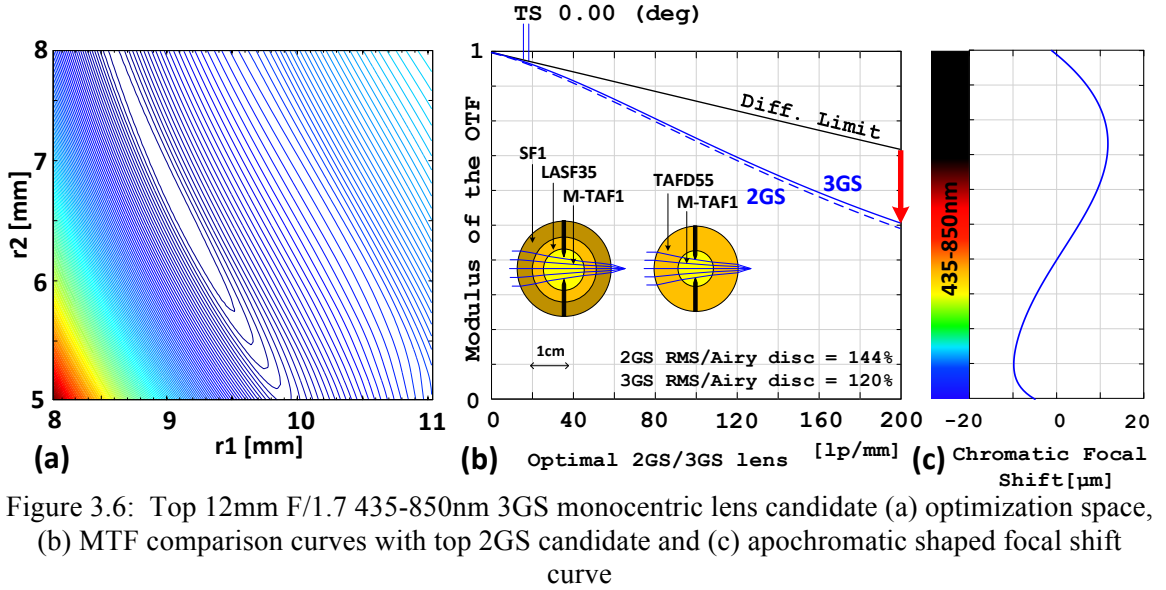 8
7
6
5
r2 [mm]
8
9
10
11
r1 [mm]
(a)
TS 0.00 (deg)
1
0
Modulus of the OTF
Diff. Limit
3GS
2GS
SF1
LASF35
M-TAF1
TAFD55
M-TAF1
1cm
2GS RMS/Airy disc = 144%
3GS RMS/Airy disc = 120%
0
40
80
120
160
200
[lp/mm]
(b)
Optimal 2GS/3GS lens
435-850nm
-20
0
20
(c)
Chromatic Focal
Shift[µm]
Figure 3.6: Top 12mm F/1.7 435-850nm 3GS monocentric lens candidate (a) optimization space,
(b) MTF comparison curves with top 2GS candidate and (c) apochromatic shaped focal shift
curve